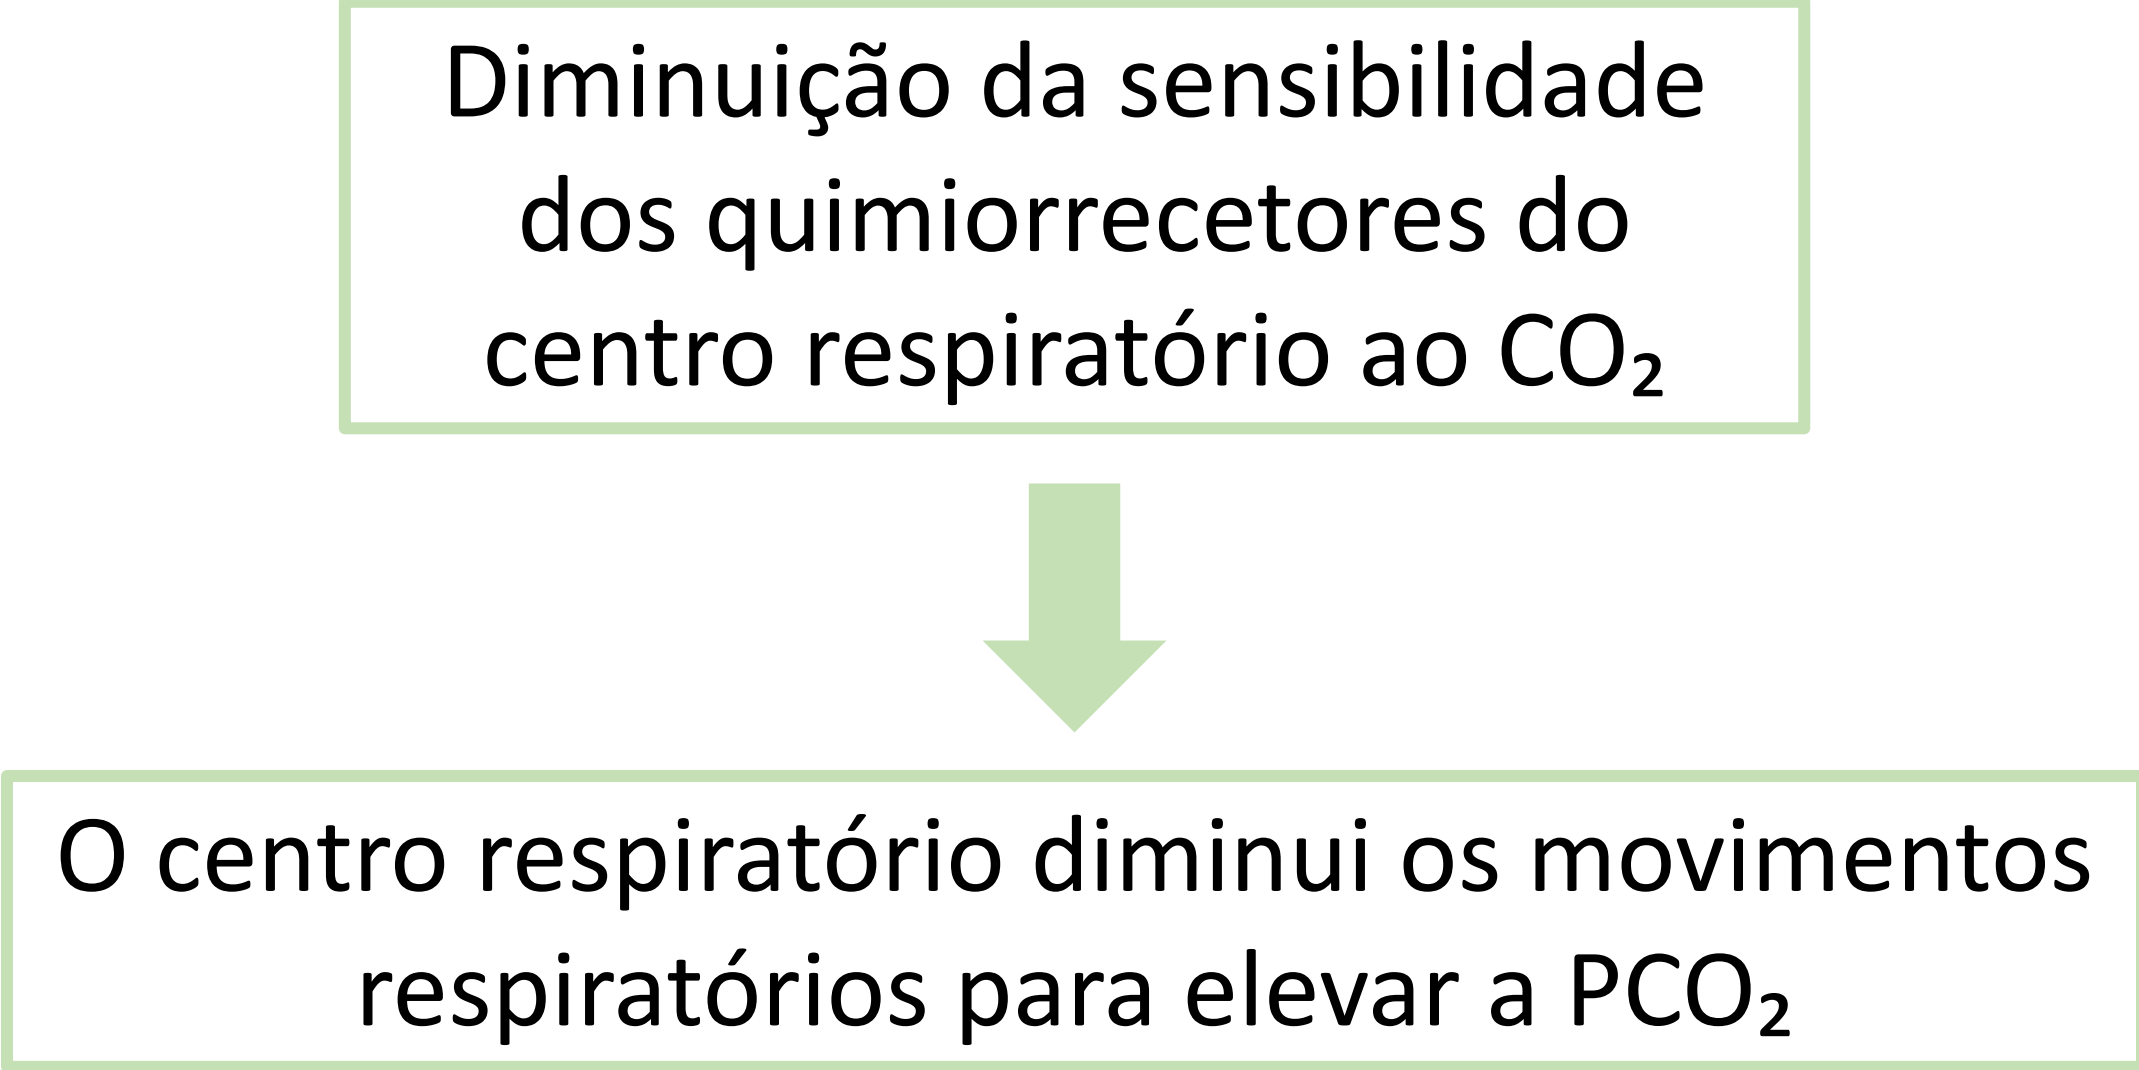 Diminuição da sensibilidade
dos quimiorrecetores do
centro respiratório ao CO₂
O centro respiratório diminui os movimentos
respiratórios para elevar a PCO₂